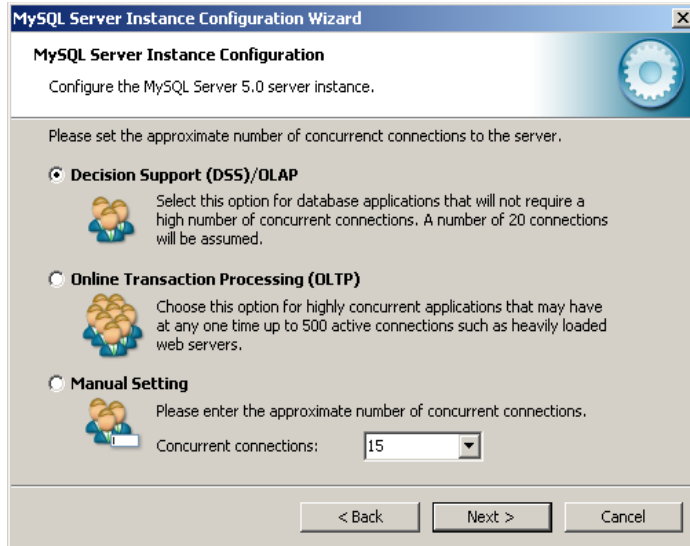 MySQL Server Instance Configuration Wizard
MySQL Server Instance Configuration
Configure the MySQL Server 5.0 server instance.
Please set the approximate number of concurrenct connections to the server.
Decision Support (DSS)/OLAP
Select this option for database applications that will not require a
high number of concurrent connections. A number of 20 connections
will be assumed.
Online Transaction Processing (OLTP)
Choose this option for highly concurrent applications that may have
at any one time up to 500 active connections such as heavily loaded
web servers.
Manual Setting
Please enter the approximate number of concurrent connections.
Concurrent connections: 15
< Back Next > Cancel